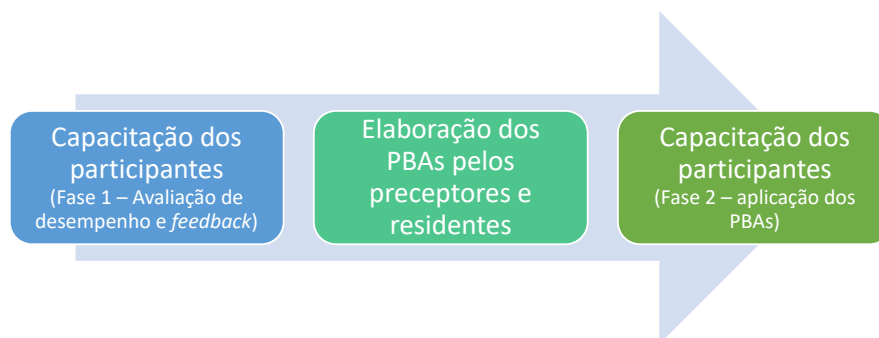 Capacitação dos
participantes
(Fase 1 – Avaliação de
desempenho e feedback)
Elaboração dos
PBAs pelos
preceptores e
residentes
Capacitação dos
participantes
(Fase 2 – aplicação dos
PBAs)